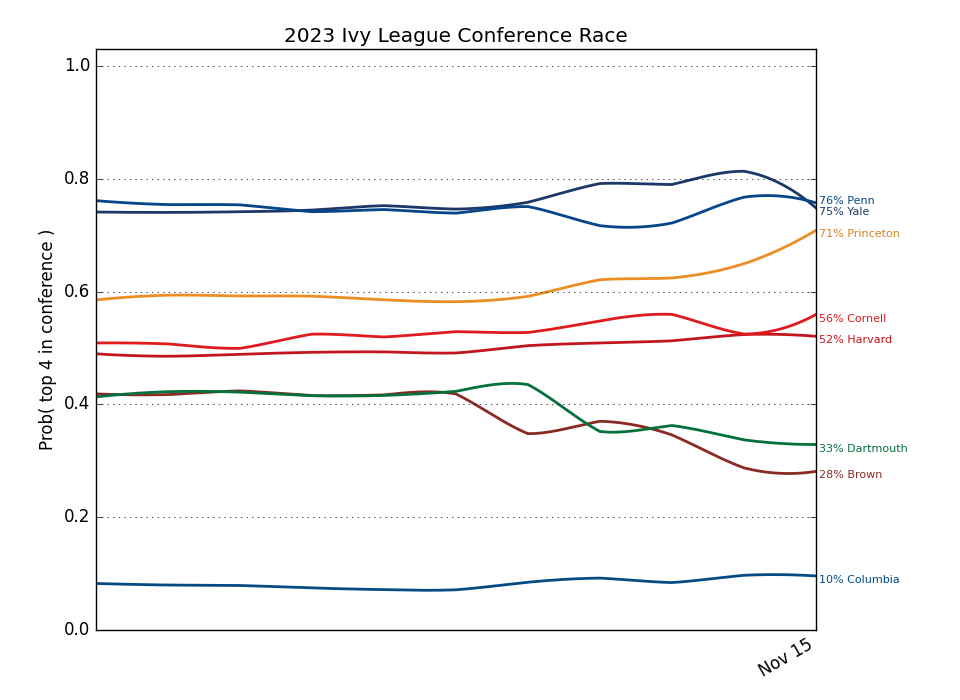 2023 Ivy League Conference Race
Prob( top 4 in conference )
1.0
0.8
0.6
0.4
0.2
0.0
76% Penn
75% Yale
71% Princeton
56% Cornell
52% Harvard
33% Dartmouth
28% Brown
10% Columbia
Nov 15